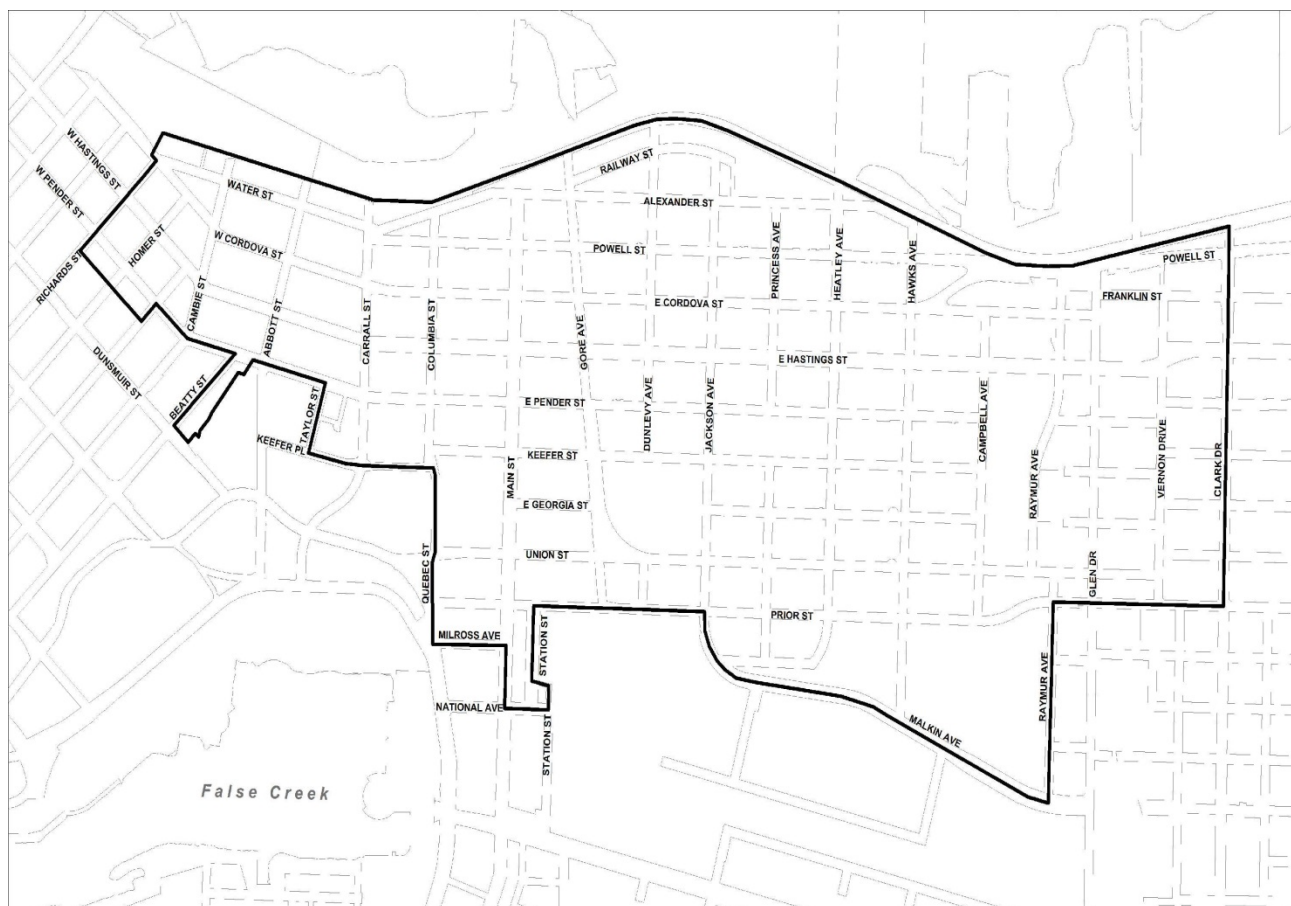 W HASTINGS ST
W PENDER ST
RICHARDS ST
HOMER ST
WATER ST
W CORDOVA ST
CAMBIE ST
ABBOTT ST
DUNSMUIR ST
BEATTY ST
KEEFER PL
TAYLOR ST
CARRALL ST
COLUMBIA ST
RAILWAY ST
ALEXANDER ST
POWELL ST
E CORDOVA ST
E HASTINGS ST
GORE AVE
E PENDER ST
KEEFER ST
E GEORGIA ST
UNION ST
MAIN ST
DUNLEVY AVE
JACKSON AVE
PRINCESS AVE
HEATLEY AVE
HAWKS AVE
CAMPBELL AVE
RAYMUR AVE
POWELL ST
FRANKLIN ST
VERNON DRIVE
CLARK DR
GLEN DR
QUEBEC ST
MILROSS AVE
NATIONAL AVE
STATION ST
STATION ST
PRIOR ST
MALKIN AVE
RAYMUR AVE
False Creek